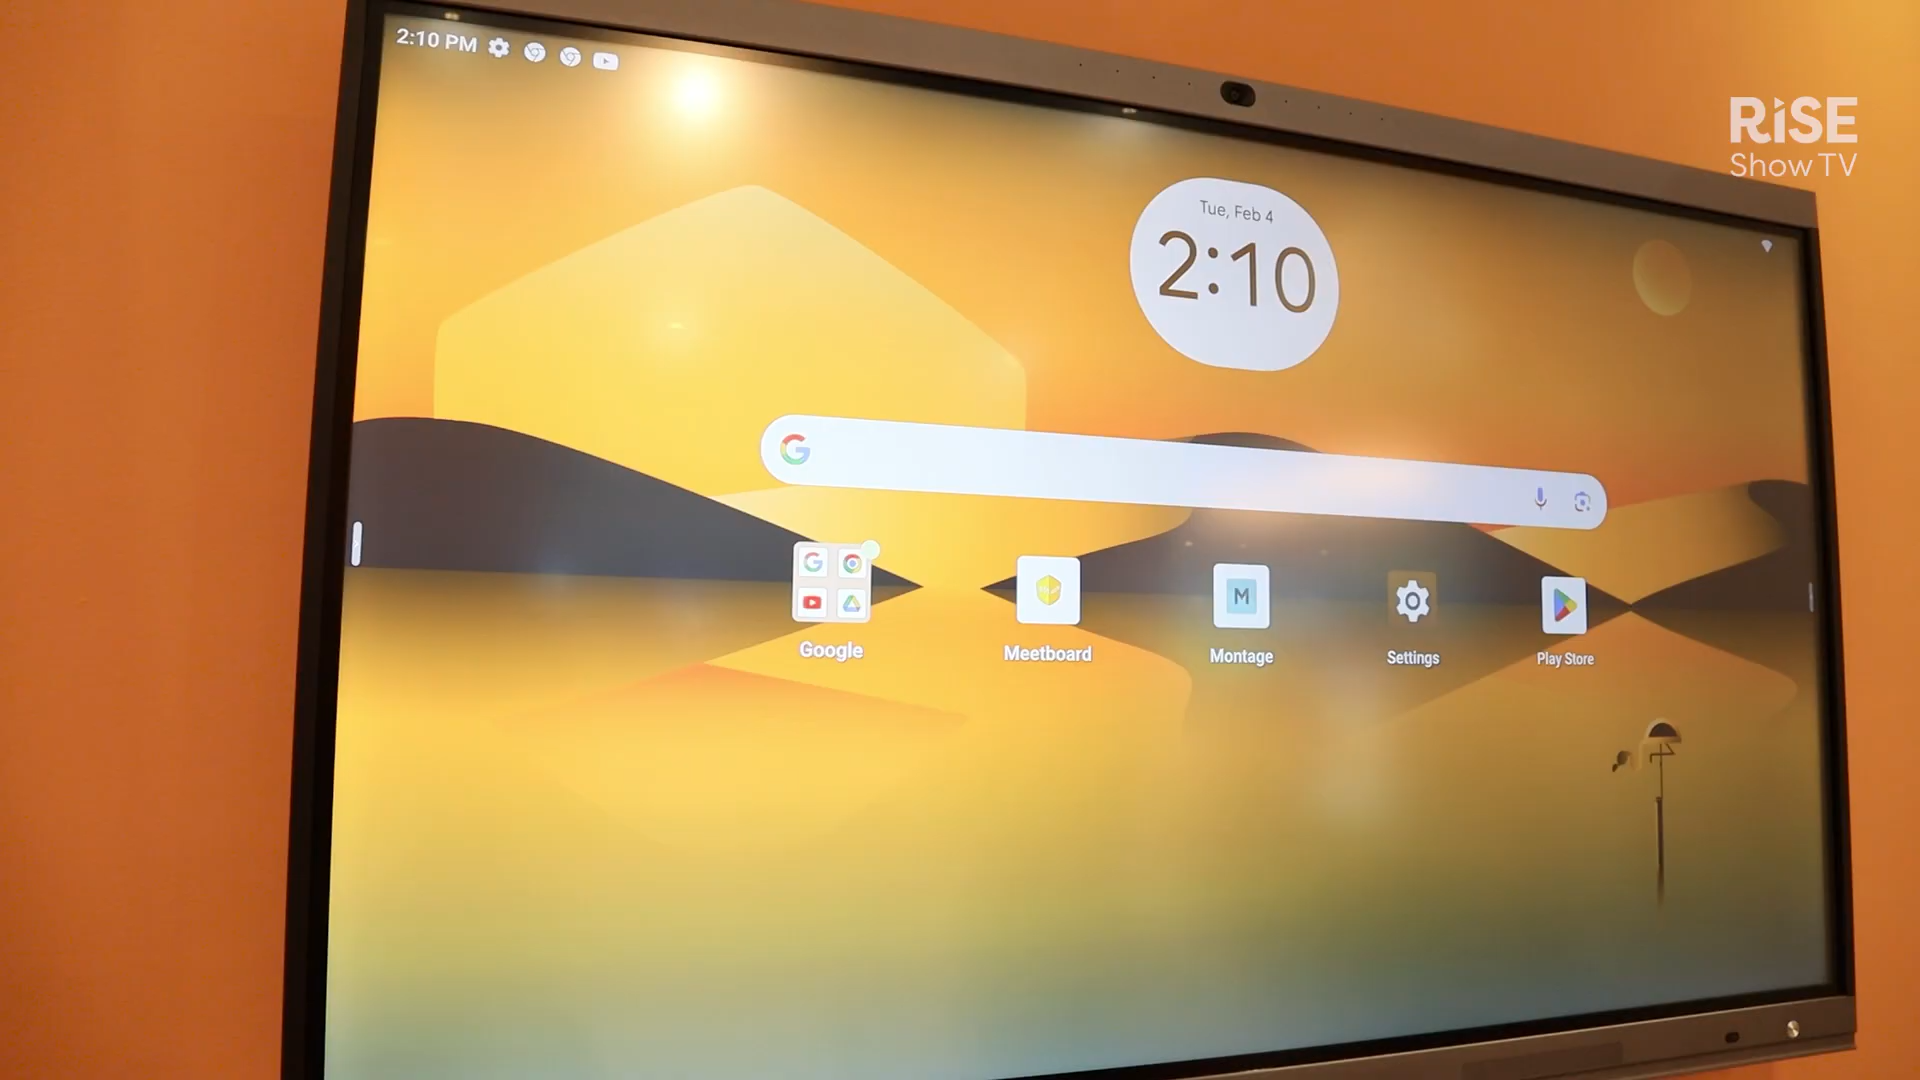 2:10 PM
RiSE
Show TV
Tue, Feb 4
2:10
Google
Meetboard
M
Montage
Settings
Play Store